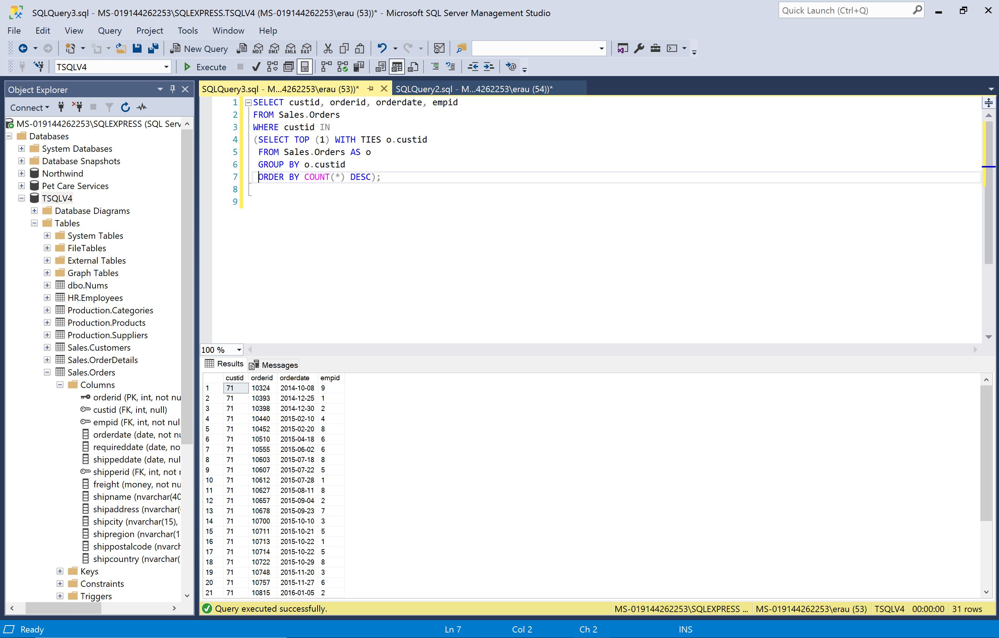 SQLQuery3.sql - MS-019144262253\SQLEXPRESS.TSQLV4 (MS-019144262253\erau (53))* - Microsoft SQL Server Management Studio
Quick Launch (Ctrl+Q)
File Edit View Query Project Tools Window Help
New Query MDX DMX XMLA DAX
TSQLV4 Execute
Object Explorer
Connect
MS-019144262253\SQLEXPRESS (SQL Serv
Databases
System Databases
Database Snapshots
Northwind
Pet Care Services
TSQLV4
Database Diagrams
Tables
System Tables
FileTables
External Tables
Graph Tables
dbo.Nums
HR.Employees
Production.Categories
Production.Products
Production.Suppliers
Sales.Customers
Sales.OrderDetails
Sales.Orders
Columns
orderid (PK, int, not nu
custid (FK, int, null)
empid (FK, int, not nul
orderdate (date, not nu
requireddate (date, no
shippeddate (date, nul
shipperid (FK, int, not r
freight (money, not nu
shipname (nvarchar(40
shipaddress (nvarchar(
shipcity (nvarchar(15),
shipregion (nvarchar(1
shippostalcode (nvarch
shipcountry (nvarchar(
Keys
Constraints
Triggers
SQLQuery3.sql - M...4262253\erau (53))* SQLQuery2.sql - M...4262253\erau (54))*
1 SELECT custid, orderid, orderdate, empid
2 FROM Sales.Orders
3 WHERE custid IN
4 (SELECT TOP (1) WITH TIES o.custid
5 FROM Sales.Orders AS o
6 GROUP BY o.custid
7 ORDER BY COUNT(*) DESC);
8
9
100 %
Results Messages
custid orderid orderdate empid
1 71 10324 2014-10-08 9
2 71 10393 2014-12-25 1
3 71 10398 2014-12-30 2
4 71 10440 2015-02-10 4
5 71 10452 2015-02-20 8
6 71 10510 2015-04-18 6
7 71 10555 2015-06-02 6
8 71 10603 2015-07-18 8
9 71 10607 2015-07-22 5
10 71 10612 2015-07-28 1
11 71 10627 2015-08-11 8
12 71 10657 2015-09-04 2
13 71 10678 2015-09-23 7
14 71 10700 2015-10-10 3
15 71 10711 2015-10-21 5
16 71 10713 2015-10-22 1
17 71 10714 2015-10-22 5
18 71 10722 2015-10-29 8
19 71 10748 2015-11-20 3
20 71 10757 2015-11-27 6
21 71 10815 2016-01-05 2
Query executed successfully. MS-019144262253\SQLEXPRESS ... MS-019144262253\erau (53) TSQLV4 00:00:00 31 rows
Ready Ln 7 Col 2 Ch 2 INS